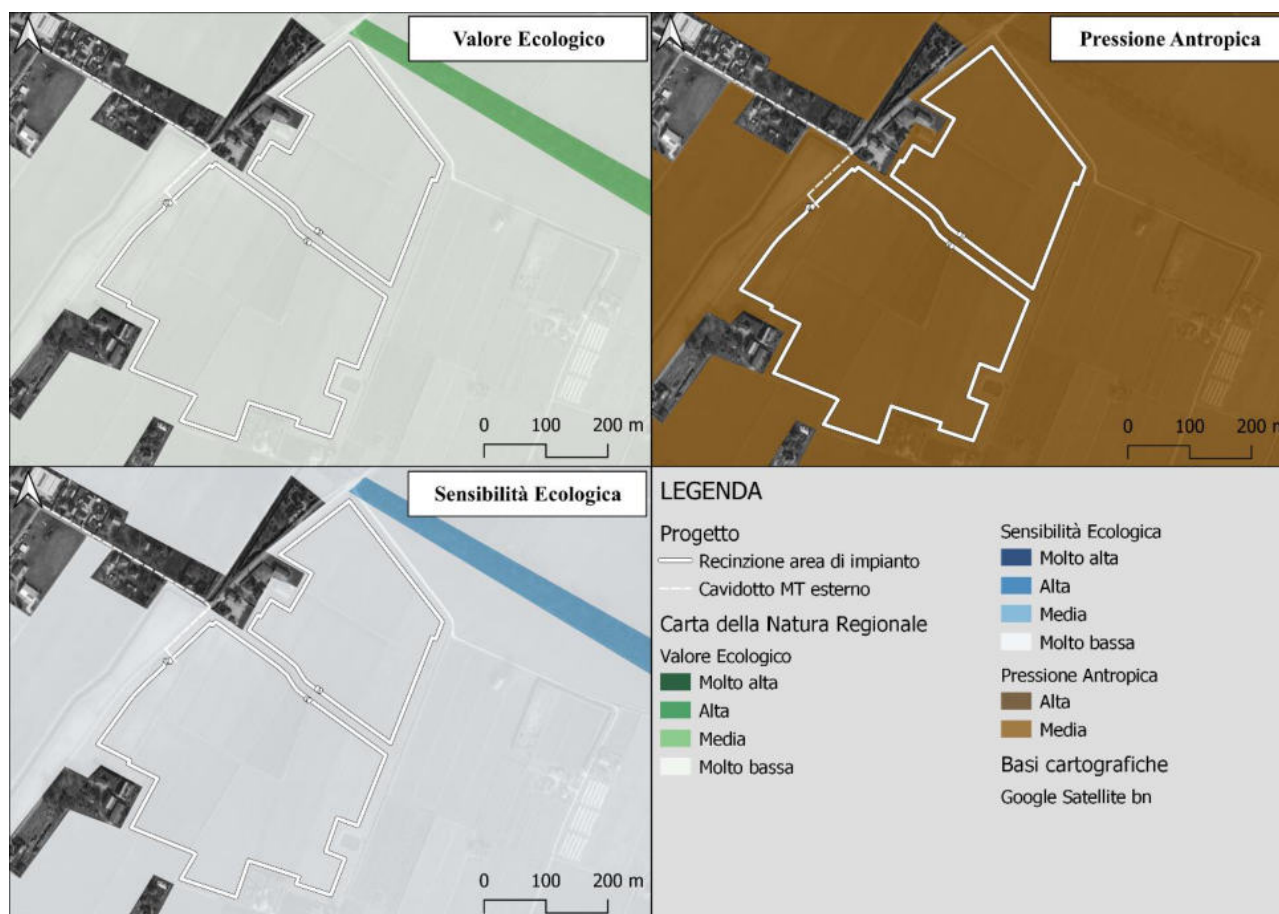 Valore Ecologico
0 100 200 m
Pressione Antropica
0 100 200 m
Sensibilità Ecologica
0 100 200 m
LEGENDA
Progetto
Recinzione area di impianto
Cavidotto MT esterno
Carta della Natura Regionale
Valore Ecologico
Molto alta
Alta
Media
Molto bassa
Sensibilità Ecologica
Molto alta
Alta
Media
Molto bassa
Pressione Antropica
Alta
Media
Basi cartografiche
Google Satellite bn